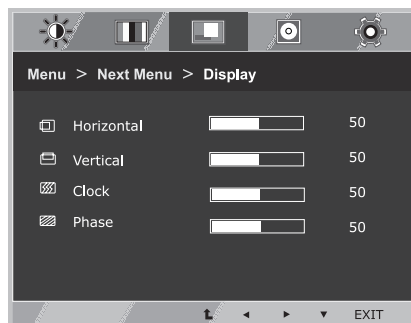 Menu > Next Menu > Display
Horizontal 50
Vertical 50
Clock 50
Phase 50
EXIT